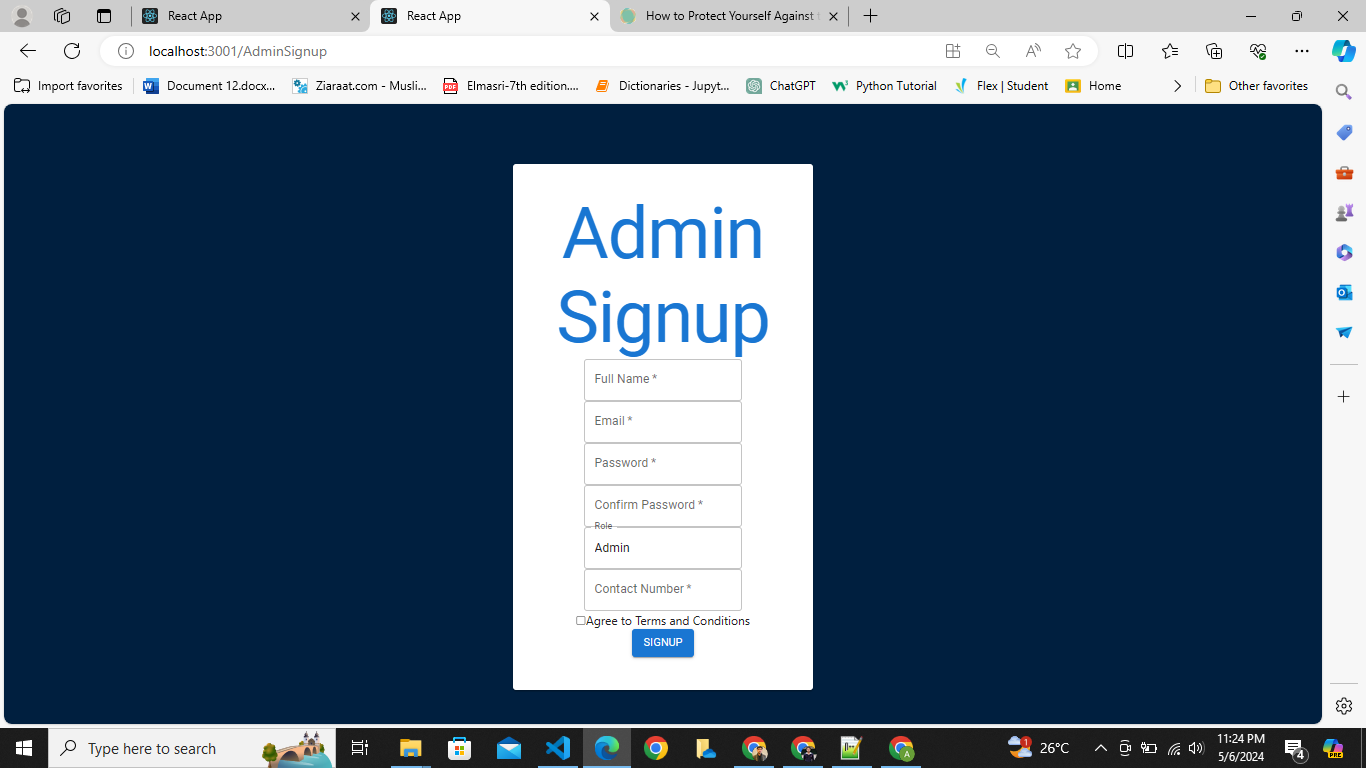 React App
React App
How to Protect Yourself Against
localhost:3001/AdminSignup
Import favorites
Document 12.docx...
Ziaraat.com - Musli...
Elmasri-7th edition....
Dictionaries - Jupyt...
ChatGPT
Python Tutorial
Flex | Student
Home
Other favorites
Admin
Signup
Full Name *
Email *
Password *
Confirm Password *
Role
Admin
Contact Number *
Agree to Terms and Conditions
SIGNUP
Type here to search
26°C
11:24 PM
5/6/2024
4